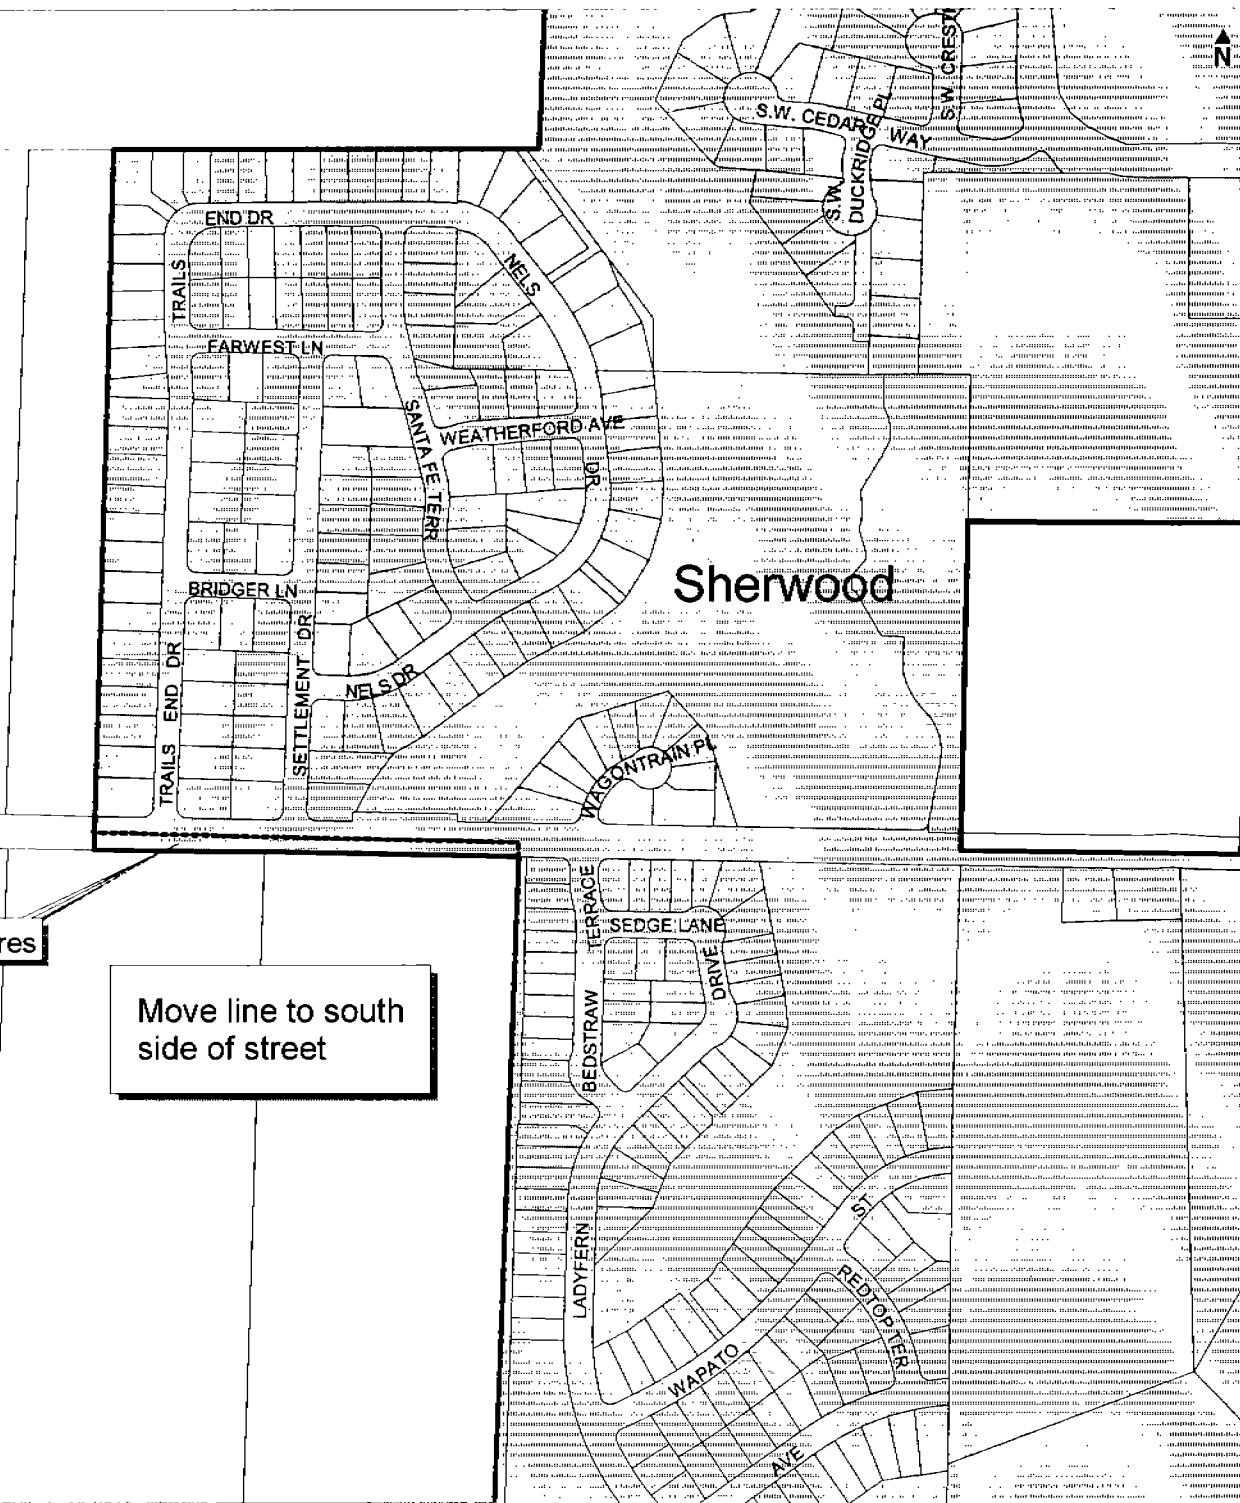 S.W. CREST
N
S.W. CEDAR WAY
S.W. DUCKRIDGE PL
END DR
TRAILS
NELS
FARWEST LN
SANTA FE TERR
WEATHERFORD AVE
DR
Sherwood
BRIDGER LN
TRAILS END DR
SETTLEMENT DR
NELS DR
WAGONTRAIN PL
TERRACE
SEDGE LANE
res
DRIVE
Move line to south
side of street
BEDSTRAW
LADYFERN
ST
REDTOP TER
WAPATO
AVE